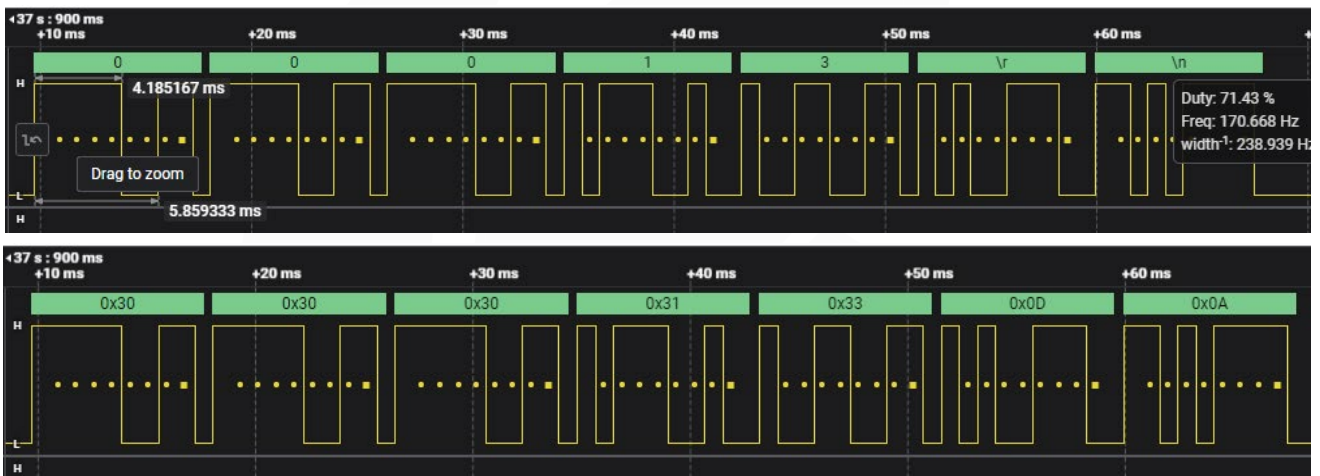 37 s : 900 ms
+10 ms +20 ms +30 ms +40 ms +50 ms +60 ms
0 0 0 1 3 \r \n
H
4.185167 ms
Duty: 71.43 %
Freq: 170.668 Hz
width-1: 238.939 Hz
Drag to zoom
L
5.859333 ms
H
37 s : 900 ms
+10 ms +20 ms +30 ms +40 ms +50 ms +60 ms
0x30 0x30 0x30 0x31 0x33 0x0D 0x0A
H
L
H